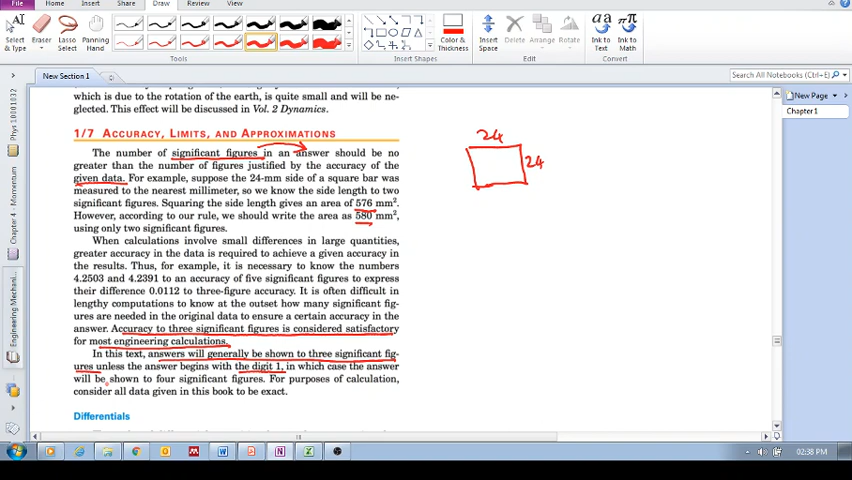 File Home Insert Share Draw History Review View
Select & Type
Eraser
Lasso Select
Panning Hand
Insert Space
Delete
Arrange
Rotate
Color & Thickness
Ink to Text
Ink to Math
Tools
Insert Shapes
Edit
Convert
New Section 1
Search All Notebooks (Ctrl+E)
New Page
Chapter 1
Phys 10001032
Chapter 4 - Momentum
Engineering Mechani
which is due to the rotation of the earth, is quite small and will be ne-
glected. This effect will be discussed in Vol. 2 Dynamics.
1/7 ACCURACY, LIMITS, AND APPROXIMATIONS
The number of significant figures in an answer should be no
greater than the number of figures justified by the accuracy of the
given data. For example, suppose the 24-mm side of a square bar was
measured to the nearest millimeter, so we know the side length to two
significant figures. Squaring the side length gives an area of 576 mm².
However, according to our rule, we should write the area as 580 mm²,
using only two significant figures.
When calculations involve small differences in large quantities,
greater accuracy in the data is required to achieve a given accuracy in
the results. Thus, for example, it is necessary to know the numbers
4.2503 and 4.2391 to an accuracy of five significant figures to express
their difference 0.0112 to three-figure accuracy. It is often difficult in
lengthy computations to know at the outset how many significant fig-
ures are needed in the original data to ensure a certain accuracy in the
answer. Accuracy to three significant figures is considered satisfactory
for most engineering calculations.
In this text, answers will generally be shown to three significant fig-
ures unless the answer begins with the digit 1, in which case the answer
will be shown to four significant figures. For purposes of calculation,
consider all data given in this book to be exact.
Differentials
24
24
02:38 PM